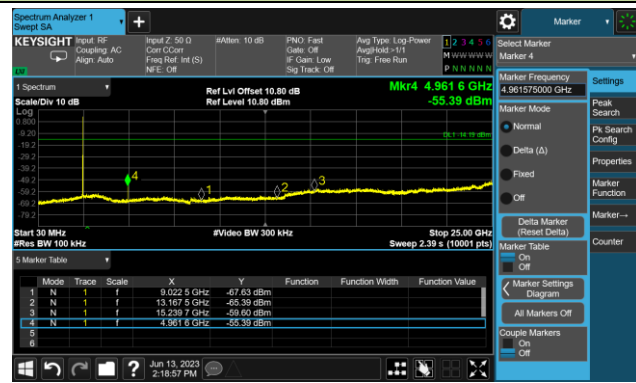 Spectrum Analyzer 1
Swept SA
Marker
KEYSIGHT
Input: RF
Coupling: AC
Align: Auto
Input Z: 50 Ω
Corr CCorr
Freq Ref: Int (S)
NFE: Off
#Atten: 10 dB
PNO: Fast
Gate: Off
IF Gain: Low
Sig Track: Off
Avg Type: Log-Power
Avg|Hold:>1/1
Trig: Free Run
1 2 3 4 5 6
M W W W W W
P N N N N N
LV
Select Marker
Marker 4
1 Spectrum
Scale/Div 10 dB
Ref Lvl Offset 10.80 dB
Ref Level 10.80 dBm
Mkr4 4.961 6 GHz
-55.39 dBm
Log
0.800
-9.20
-19.2
-29.2
-39.2
-49.2
-59.2
-69.2
-79.2
DL1 -14.19 dBm
4
1
2
3
Start 30 MHz
#Res BW 100 kHz
#Video BW 300 kHz
Stop 25.00 GHz
Sweep 2.39 s (10001 pts)
5 Marker Table
Mode Trace Scale X Y Function Function Width Function Value
1 N 1 f 9.022 5 GHz -67.63 dBm
2 N 1 f 13.167 5 GHz -65.39 dBm
3 N 1 f 15.239 7 GHz -59.60 dBm
4 N 1 f 4.961 6 GHz -55.39 dBm
5
6
Marker Frequency
4.961575000 GHz
Marker Mode
Normal
Delta (Δ)
Fixed
Off
Delta Marker
(Reset Delta)
Marker Table
On
Off
Marker Settings
Diagram
All Markers Off
Couple Markers
On
Off
Settings
Peak
Search
Pk Search
Config
Properties
Marker
Function
Marker→
Counter
Jun 13, 2023
2:18:57 PM